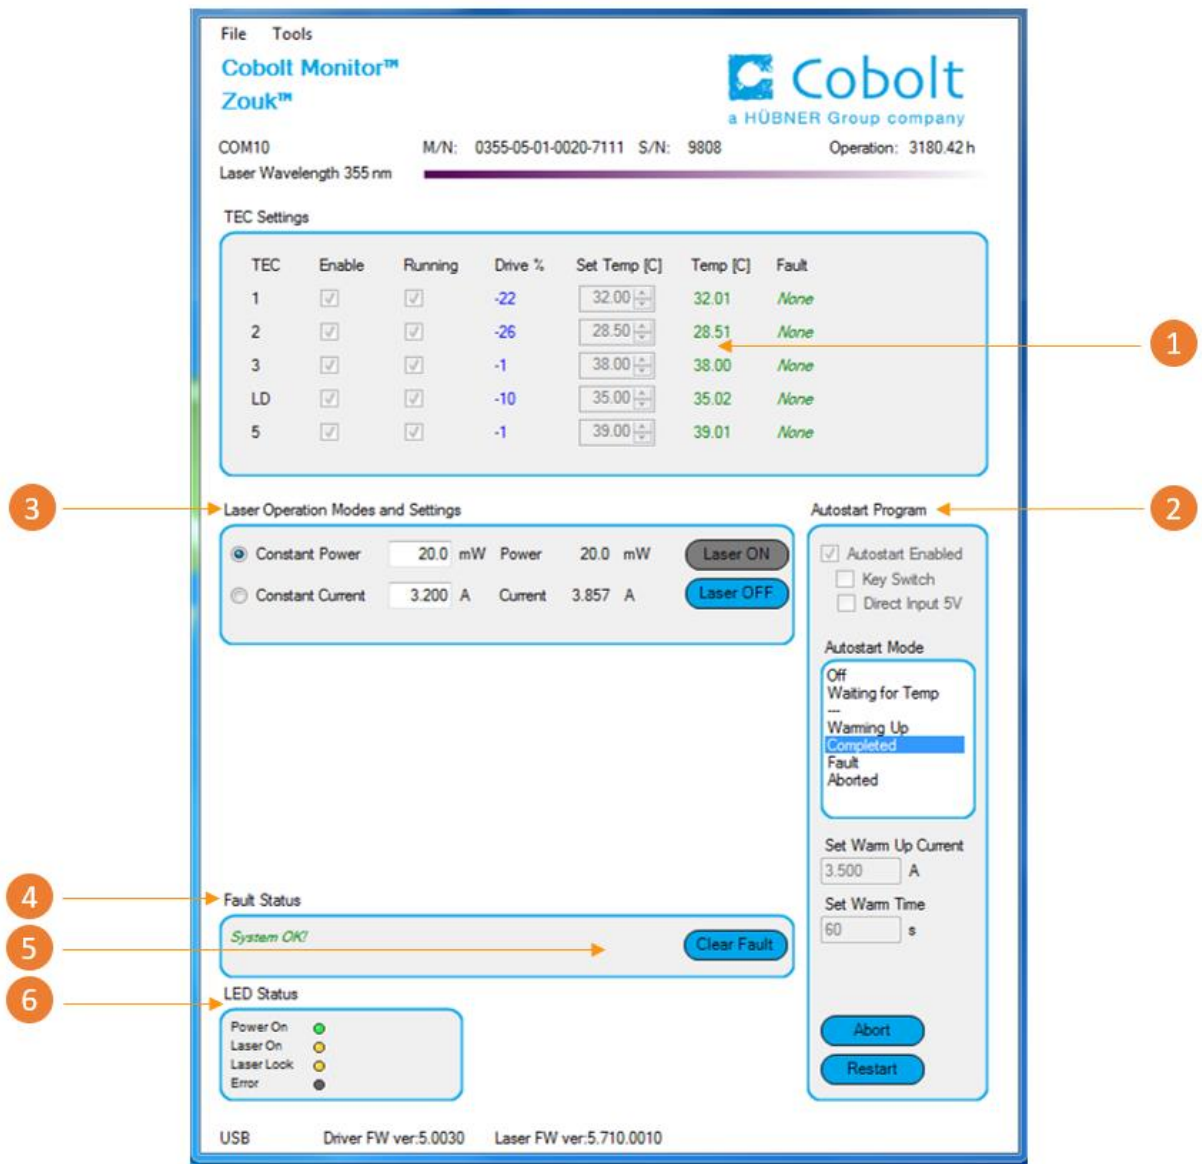 File Tools
Cobolt Monitor™
Zouk™
Cobolt
a HÜBNER Group company
COM10 M/N: 0355-05-01-0020-7111 S/N: 9808 Operation: 3180.42 h
Laser Wavelength 355 nm
TEC Settings
TEC Enable Running Drive % Set Temp [C] Temp [C] Fault
1 -22 32.00 32.01 None
2 -26 28.50 28.51 None
1
3 -1 38.00 38.00 None
LD -10 35.00 35.02 None
5 -1 39.00 39.01 None
3 Laser Operation Modes and Settings Autostart Program 2
Constant Power 20.0 mW Power 20.0 mW Laser ON
Constant Current 3.200 A Current 3.857 A Laser OFF
Autostart Enabled
Key Switch
Direct Input 5V
Autostart Mode
Off
Waiting for Temp
---
Warming Up
Completed
Fault
Aborted
Set Warm Up Current
3.500 A
Set Warm Time
60 s
Abort
Restart
4 Fault Status
System OK!
5
Clear Fault
6 LED Status
Power On
Laser On
Laser Lock
Error
USB Driver FW ver:5.0030 Laser FW ver:5.710.0010